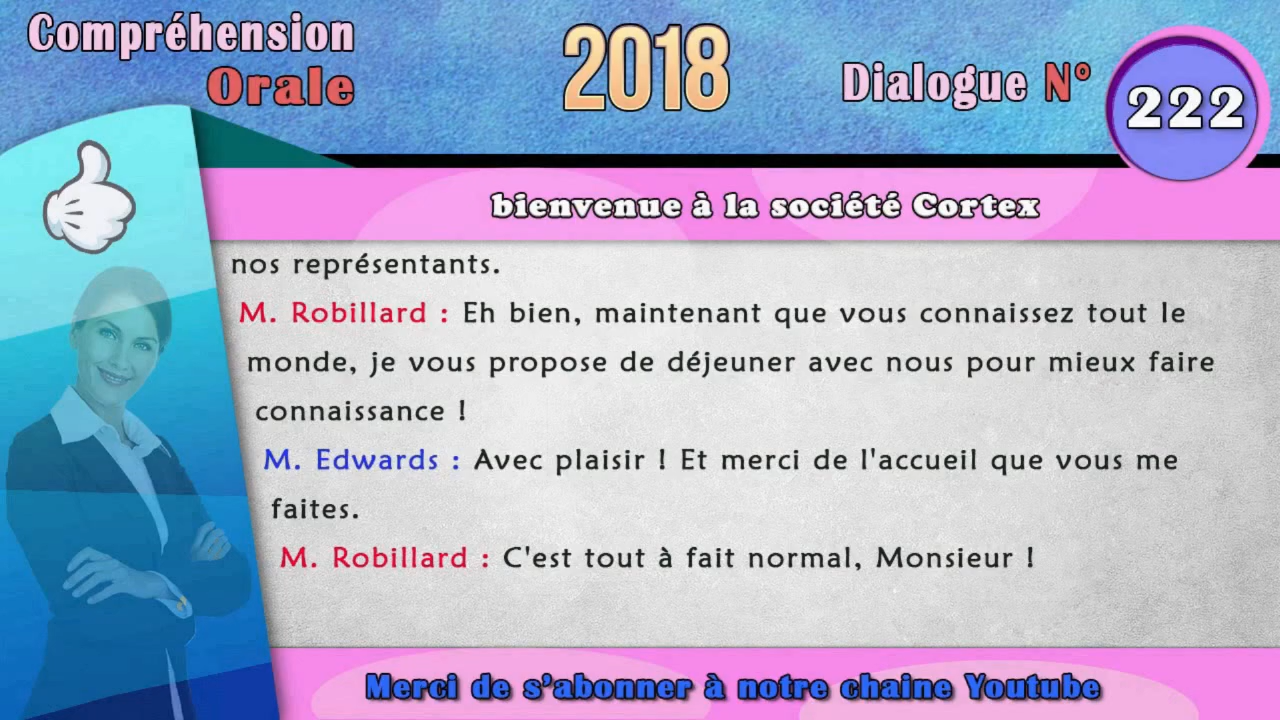 Compréhension
Orale
2018
Dialogue N°
222
bienvenue à la société Cortex
nos représentants.
M. Robillard : Eh bien, maintenant que vous connaissez tout le
monde, je vous propose de déjeuner avec nous pour mieux faire
connaissance !
M. Edwards : Avec plaisir ! Et merci de l'accueil que vous me
faites.
M. Robillard : C'est tout à fait normal, Monsieur !
Merci de s'abonner à notre chaine Youtube